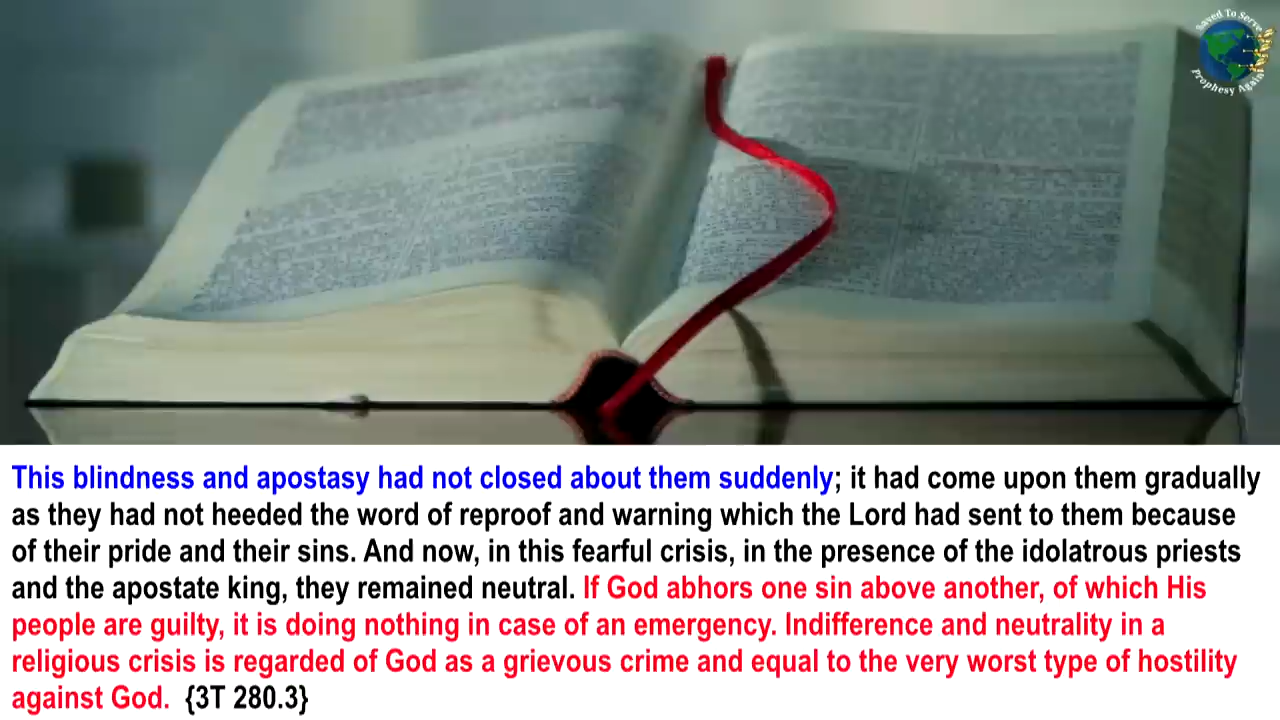 Saved To Serve
Prophesy Again
This blindness and apostasy had not closed about them suddenly; it had come upon them gradually
as they had not heeded the word of reproof and warning which the Lord had sent to them because
of their pride and their sins. And now, in this fearful crisis, in the presence of the idolatrous priests
and the apostate king, they remained neutral. If God abhors one sin above another, of which His
people are guilty, it is doing nothing in case of an emergency. Indifference and neutrality in a
religious crisis is regarded of God as a grievous crime and equal to the very worst type of hostility
against God. {3T 280.3}